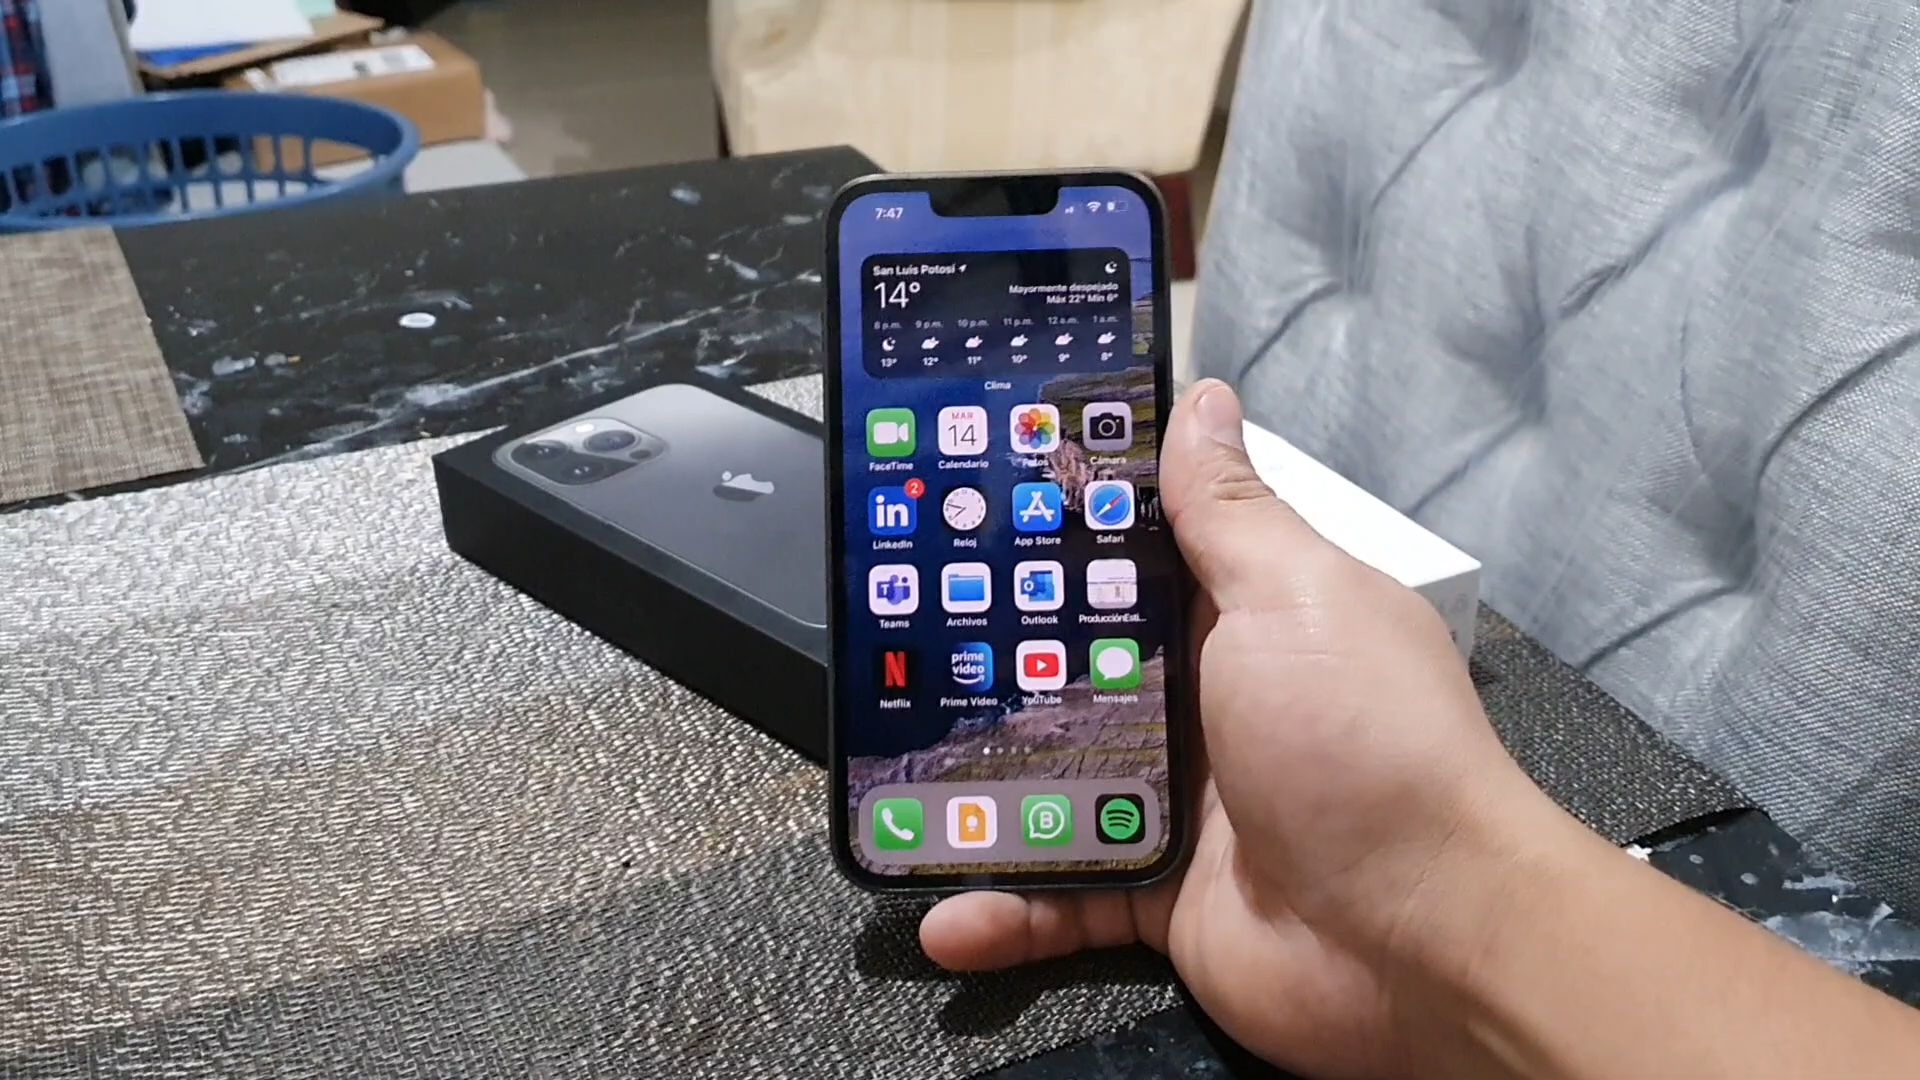 7:47
San Luis Potosí
14°
Mayormente despejado
Máx 22° Mín 6°
8 p.m. 9 p.m. 10 p.m. 11 p.m. 12 a.m. 1 a.m.
13° 12° 11° 10° 9° 8°
Clima
MAR
14
FaceTime Calendario Fotos Cámara
in 2
LinkedIn Reloj App Store Safari
T O
Teams Archivos Outlook ProducciónEsti...
N prime
video
Netflix Prime Video YouTube Mensajes
B